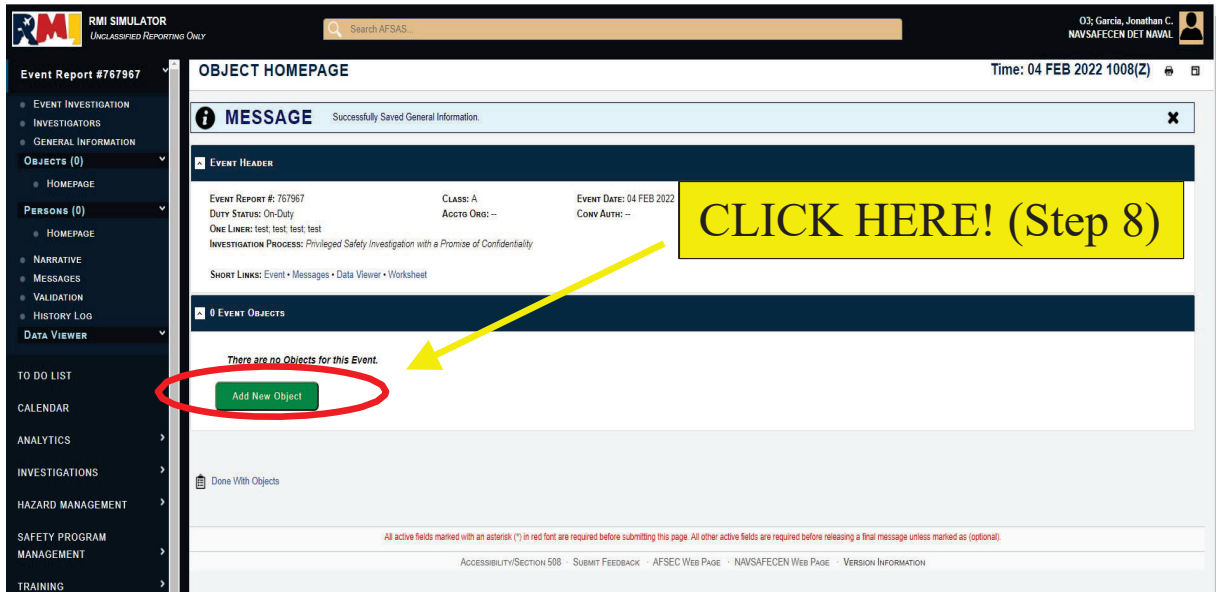 RMI RMI SIMULATOR
UNCLASSIFIED REPORTING ONLY
Search AFSAS...
O3; Garcia, Jonathan C.
NAVSAFECEN DET NAVAL
Event Report #767967
EVENT INVESTIGATION
INVESTIGATORS
GENERAL INFORMATION
OBJECTS (0)
HOMEPAGE
PERSONS (0)
HOMEPAGE
NARRATIVE
MESSAGES
VALIDATION
HISTORY LOG
DATA VIEWER
TO DO LIST
CALENDAR
ANALYTICS
INVESTIGATIONS
HAZARD MANAGEMENT
SAFETY PROGRAM
MANAGEMENT
TRAINING
OBJECT HOMEPAGE
Time: 04 FEB 2022 1008(Z)
MESSAGE Successfully Saved General Information.
EVENT HEADER
EVENT REPORT #: 767967 CLASS: A EVENT DATE: 04 FEB 2022
DUTY STATUS: On-Duty ACCTG ORG: -- CONV AUTH: --
ONE LINER: test; test; test; test
INVESTIGATION PROCESS: Privileged Safety Investigation with a Promise of Confidentiality
SHORT LINKS: Event • Messages • Data Viewer • Worksheet
CLICK HERE! (Step 8)
0 EVENT OBJECTS
There are no Objects for this Event.
Add New Object
Done With Objects
All active fields marked with an asterisk (*) in red font are required before submitting this page. All other active fields are required before releasing a final message unless marked as (optional).
ACCESSIBILITY/SECTION 508 · SUBMIT FEEDBACK · AFSEC WEB PAGE · NAVSAFECEN WEB PAGE · VERSION INFORMATION